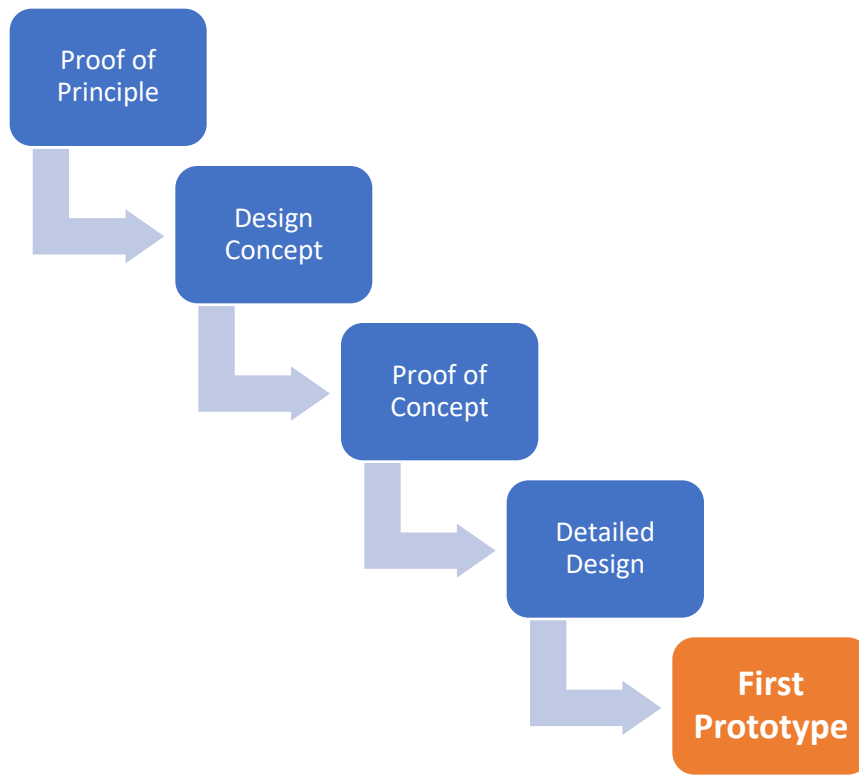 Proof of
Principle
Design
Concept
Proof of
Concept
Detailed
Design
First
Prototype